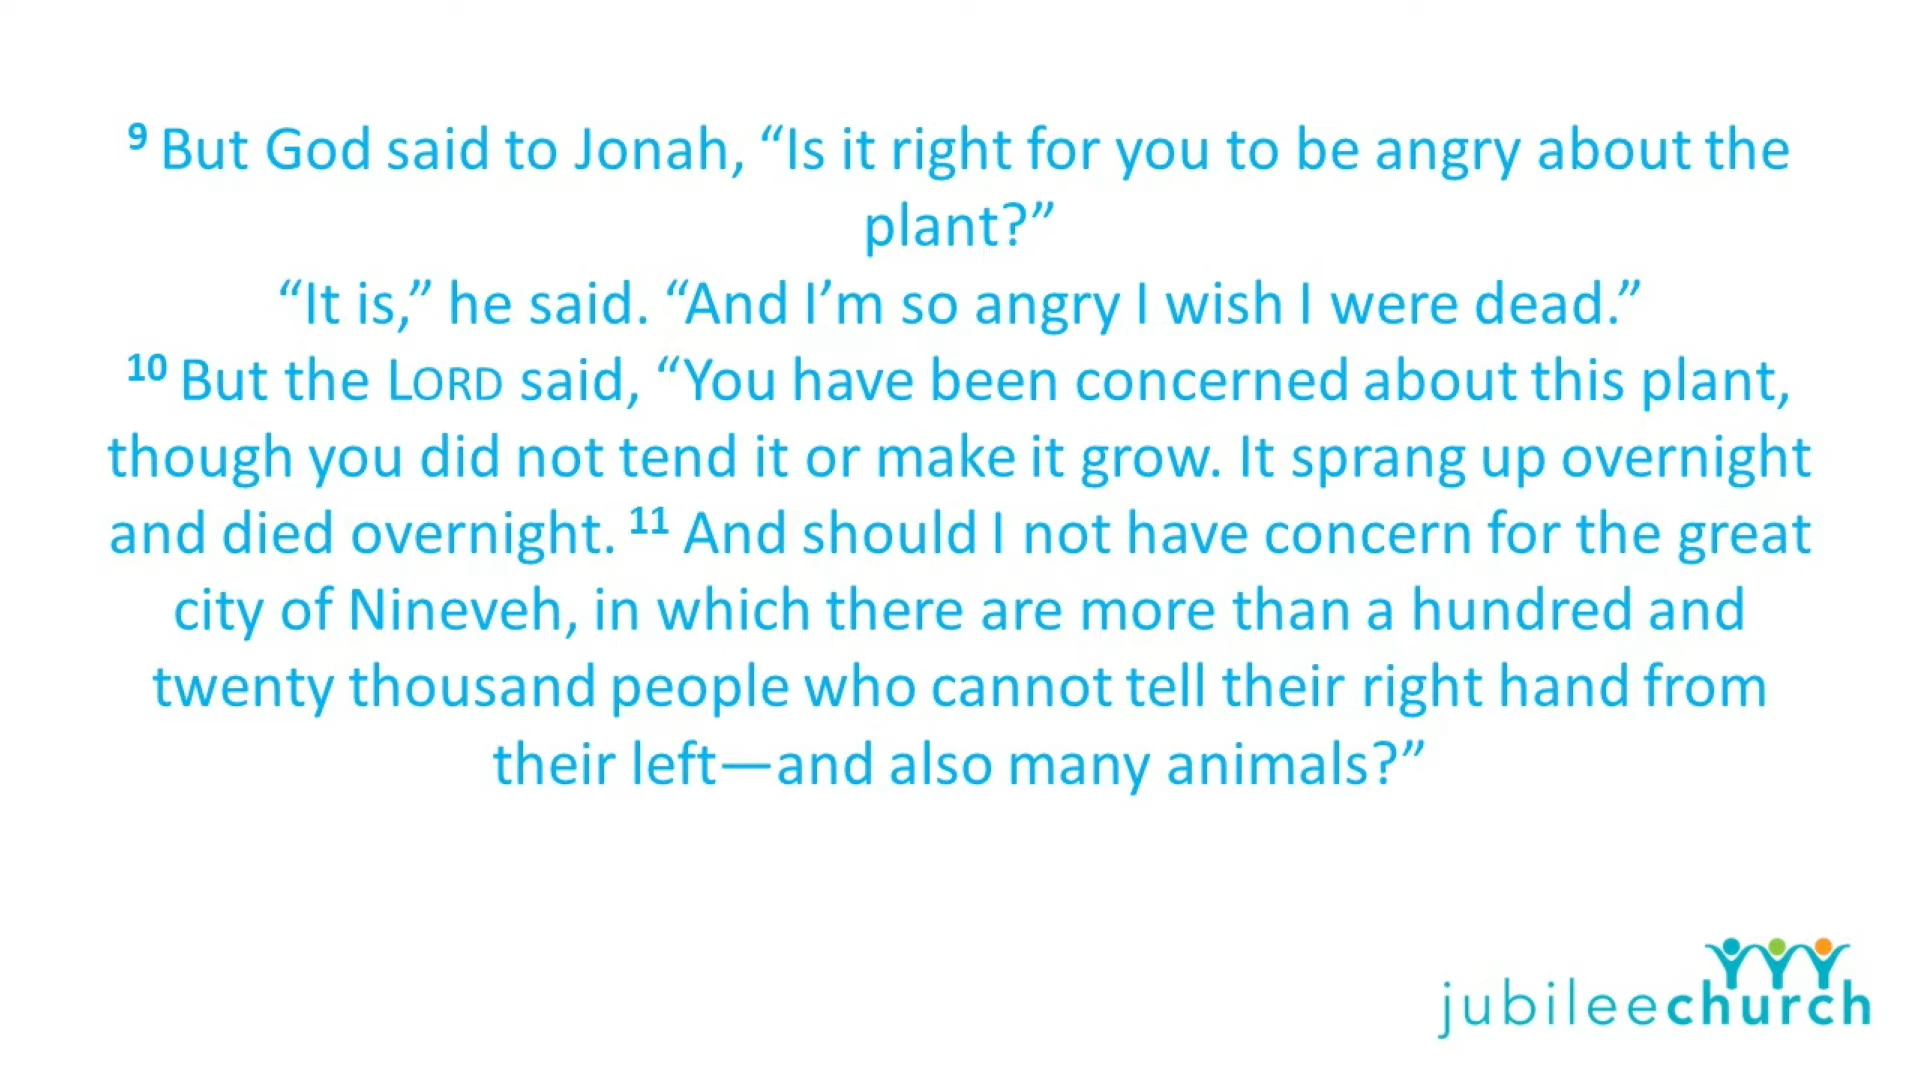 9 But God said to Jonah, “Is it right for you to be angry about the
plant?”
“It is,” he said. “And I’m so angry I wish I were dead.”
10 But the LORD said, “You have been concerned about this plant,
though you did not tend it or make it grow. It sprang up overnight
and died overnight. 11 And should I not have concern for the great
city of Nineveh, in which there are more than a hundred and
twenty thousand people who cannot tell their right hand from
their left—and also many animals?”
jubileechurch